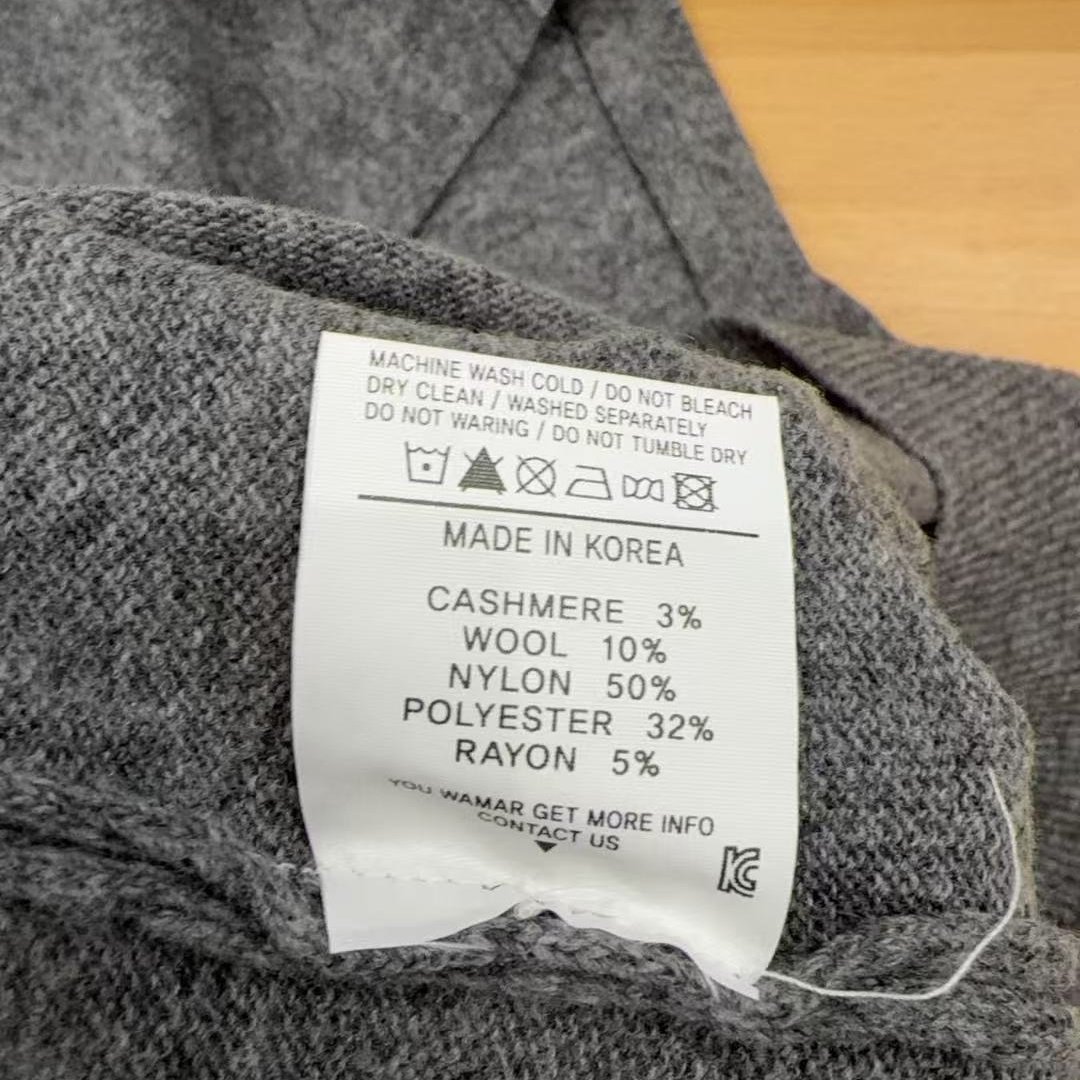 MACHINE WASH COLD / DO NOT BLEACH
DRY CLEAN / WASHED SEPARATELY
DO NOT WARING / DO NOT TUMBLE DRY
MADE IN KOREA
CASHMERE 3%
WOOL 10%
NYLON 50%
POLYESTER 32%
RAYON 5%
YOU WAMAR GET MORE INFO
CONTACT US
KC